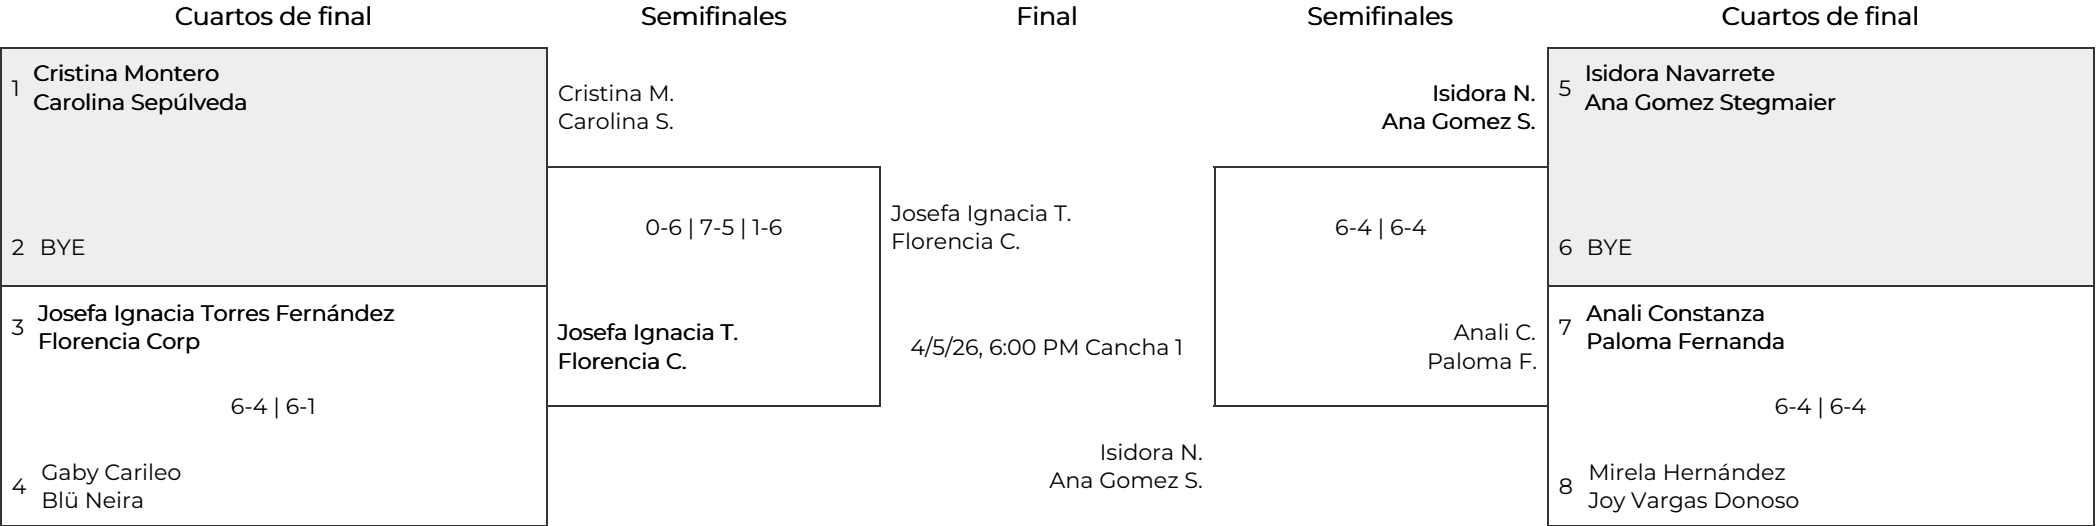 Cuartos de final
Semifinales
Final
Semifinales
Cuartos de final
1
Cristina Montero
Carolina Sepúlveda
2 BYE
3
Josefa Ignacia Torres Fernández
Florencia Corp
6-4 | 6-1
4
Gaby Carileo
Blü Neira
Cristina M.
Carolina S.
0-6 | 7-5 | 1-6
Josefa Ignacia T.
Florencia C.
Josefa Ignacia T.
Florencia C.
4/5/26, 6:00 PM Cancha 1
Isidora N.
Ana Gomez S.
Isidora N.
Ana Gomez S.
6-4 | 6-4
Anali C.
Paloma F.
5
Isidora Navarrete
Ana Gomez Stegmaier
6 BYE
7
Anali Constanza
Paloma Fernanda
6-4 | 6-4
8
Mirela Hernández
Joy Vargas Donoso